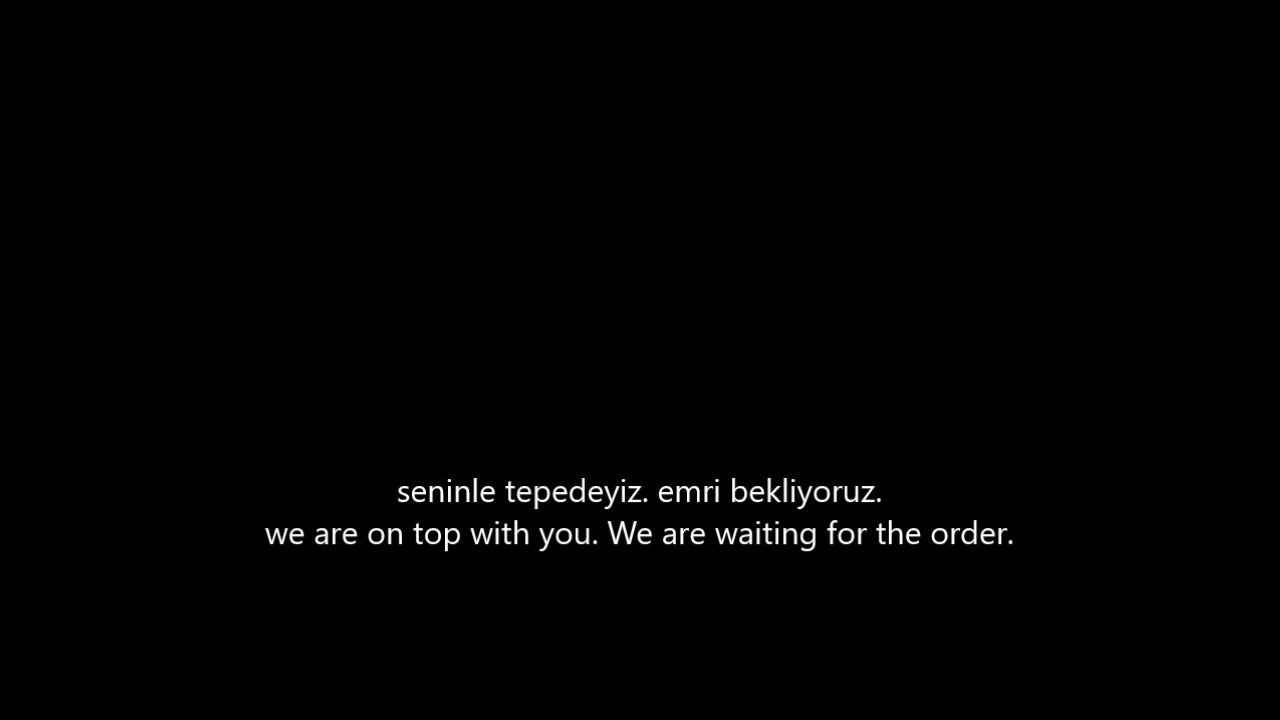 seninle tepedeyiz. emri bekliyoruz.
we are on top with you. We are waiting for the order.